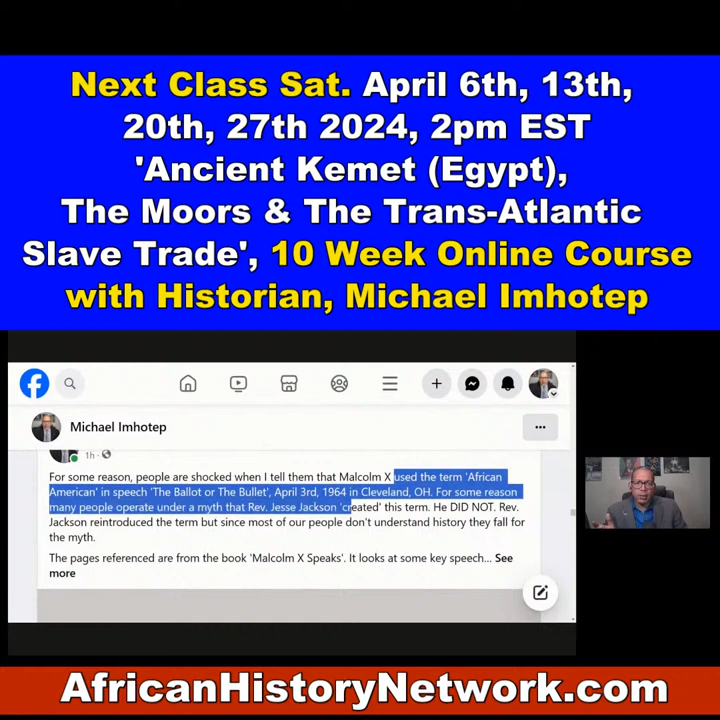 Next Class Sat. April 6th, 13th,
20th, 27th 2024, 2pm EST
'Ancient Kemet (Egypt),
The Moors & The Trans-Atlantic
Slave Trade', 10 Week Online Course
with Historian, Michael Imhotep
Michael Imhotep
1h
For some reason, people are shocked when I tell them that Malcolm X used the term 'African
American' in speech 'The Ballot or The Bullet', April 3rd, 1964 in Cleveland, OH. For some reason
many people operate under a myth that Rev. Jesse Jackson 'created' this term. He DID NOT. Rev.
Jackson reintroduced the term but since most of our people don't understand history they fall for
the myth.
The pages referenced are from the book 'Malcolm X Speaks'. It looks at some key speech... See
more
AfricanHistoryNetwork.com